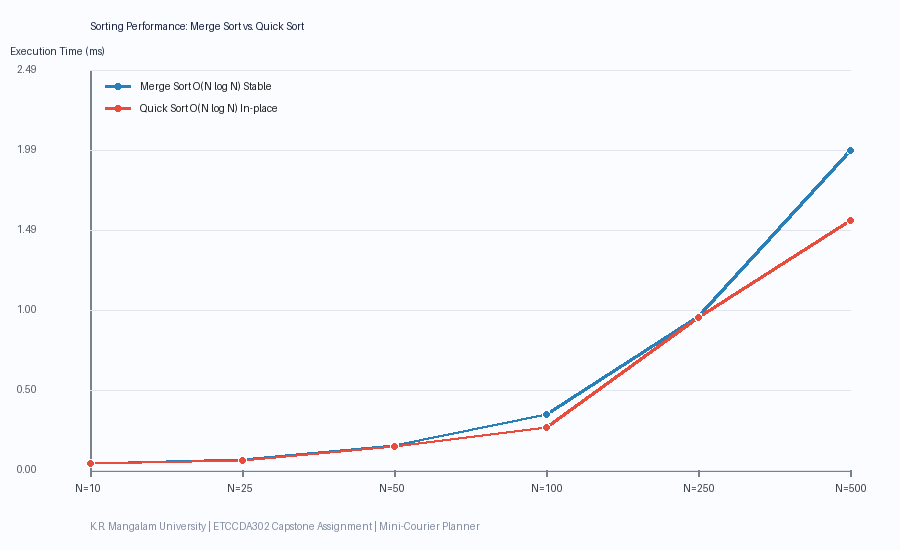 Sorting Performance: Merge Sort vs. Quick Sort
Execution Time (ms)
2.49
Merge Sort O(N log N) Stable
Quick Sort O(N log N) In-place
1.99
1.49
1.00
0.50
0.00
N=10 N=25 N=50 N=100 N=250 N=500
K.R. Mangalam University | ETCCDA302 Capstone Assignment | Mini-Courier Planner